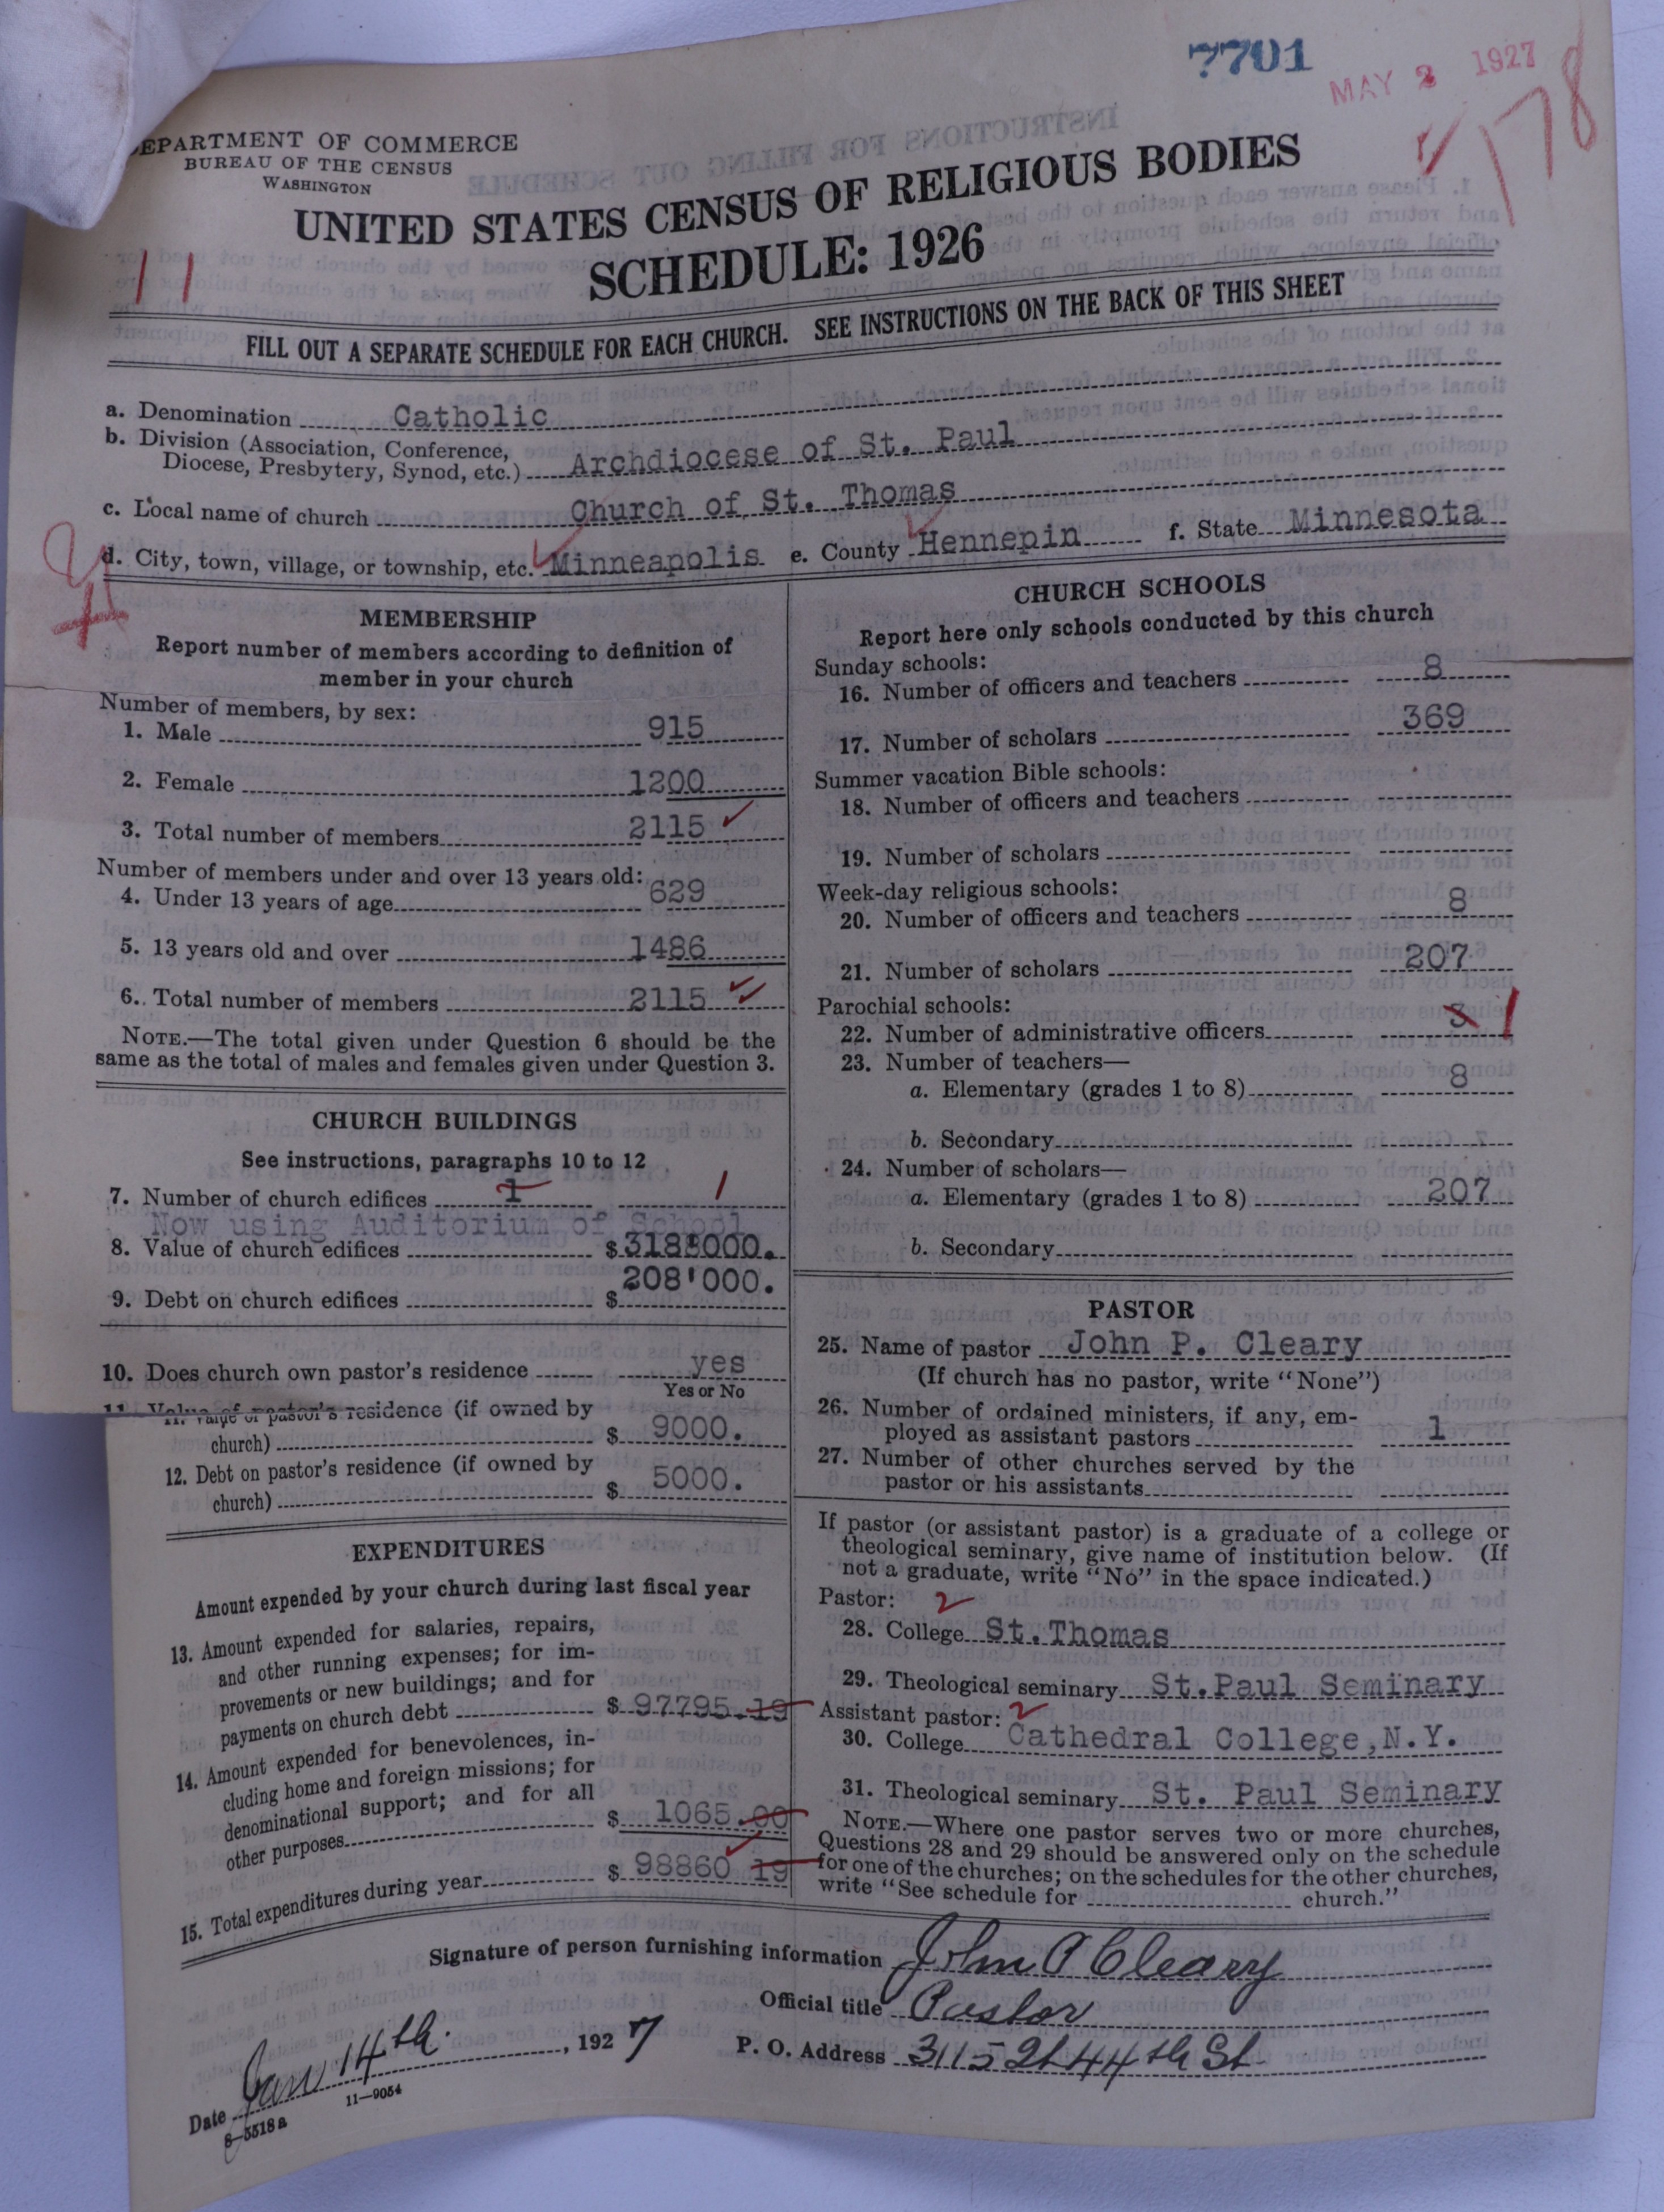 7701
MAY 2 1927
178
DEPARTMENT OF COMMERCE
BUREAU OF THE CENSUS
WASHINGTON
UNITED STATES CENSUS OF RELIGIOUS BODIES
SCHEDULE: 1926
11
FILL OUT A SEPARATE SCHEDULE FOR EACH CHURCH. SEE INSTRUCTIONS ON THE BACK OF THIS SHEET
a. Denomination Catholic
b. Division (Association, Conference,
Diocese, Presbytery, Synod, etc.) Archdiocese of St. Paul
c. Local name of church Church of St. Thomas
d. City, town, village, or township, etc. Minneapolis e. County Hennepin f. State Minnesota
MEMBERSHIP
Report number of members according to definition of
member in your church
Number of members, by sex:
1. Male 915
2. Female 1200
3. Total number of members 2115
Number of members under and over 13 years old:
4. Under 13 years of age 629
5. 13 years old and over 1486
6. Total number of members 2115
NOTE.—The total given under Question 6 should be the
same as the total of males and females given under Question 3.
CHURCH BUILDINGS
See instructions, paragraphs 10 to 12
7. Number of church edifices 1 1
Now using Auditorium of School
8. Value of church edifices $318'000.
9. Debt on church edifices $ 208'000.
10. Does church own pastor's residence yes
Yes or No
11. Value of pastor's residence (if owned by
church) $ 9000.
12. Debt on pastor's residence (if owned by
church) $ 5000.
EXPENDITURES
Amount expended by your church during last fiscal year
13. Amount expended for salaries, repairs,
and other running expenses; for im-
provements or new buildings; and for
payments on church debt $ 97795.19
14. Amount expended for benevolences, in-
cluding home and foreign missions; for
denominational support; and for all
other purposes $ 1065.00
15. Total expenditures during year $ 98860 19
CHURCH SCHOOLS
Report here only schools conducted by this church
Sunday schools:
16. Number of officers and teachers 8
17. Number of scholars 369
Summer vacation Bible schools:
18. Number of officers and teachers
19. Number of scholars
Week-day religious schools:
20. Number of officers and teachers 8
21. Number of scholars 207
Parochial schools:
22. Number of administrative officers 3 1
23. Number of teachers—
a. Elementary (grades 1 to 8) 8
b. Secondary
24. Number of scholars—
a. Elementary (grades 1 to 8) 207
b. Secondary
PASTOR
25. Name of pastor John P. Cleary
(If church has no pastor, write "None")
26. Number of ordained ministers, if any, em-
ployed as assistant pastors 1
27. Number of other churches served by the
pastor or his assistants
If pastor (or assistant pastor) is a graduate of a college or
theological seminary, give name of institution below. (If
not a graduate, write "No" in the space indicated.)
Pastor: 2
28. College St.Thomas
29. Theological seminary St.Paul Seminary
Assistant pastor: 2
30. College Cathedral College,N.Y.
31. Theological seminary St. Paul Seminary
NOTE.—Where one pastor serves two or more churches,
Questions 28 and 29 should be answered only on the schedule
for one of the churches; on the schedules for the other churches,
write "See schedule for church."
Signature of person furnishing information John P Cleary
Official title Pastor
Date Jan 14th. , 1927 P. O. Address 3115 44th St
8—5518a 11—9054